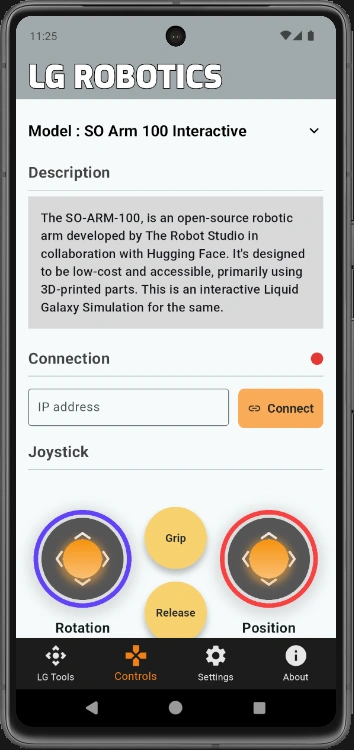 11:25
LG ROBOTICS
Model : SO Arm 100 Interactive
Description
The SO-ARM-100, is an open-source robotic
arm developed by The Robot Studio in
collaboration with Hugging Face. It's designed
to be low-cost and accessible, primarily using
3D-printed parts. This is an interactive Liquid
Galaxy Simulation for the same.
Connection
IP address
Connect
Joystick
Grip
Release
Rotation
Position
LG Tools
Controls
Settings
About